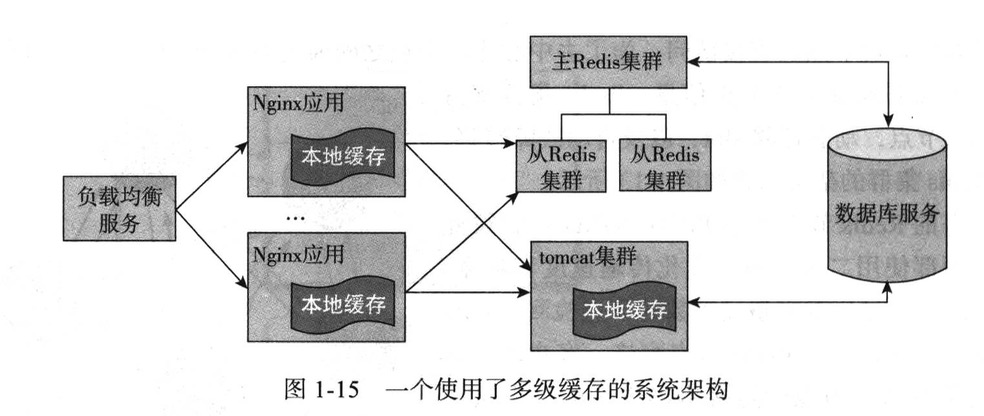 主Redis集群
Nginx应用
本地缓存
从Redis
集群
从Redis
集群
负载均衡
服务
...
数据库服务
Nginx应用
本地缓存
tomcat集群
本地缓存
图 1-15 一个使用了多级缓存的系统架构